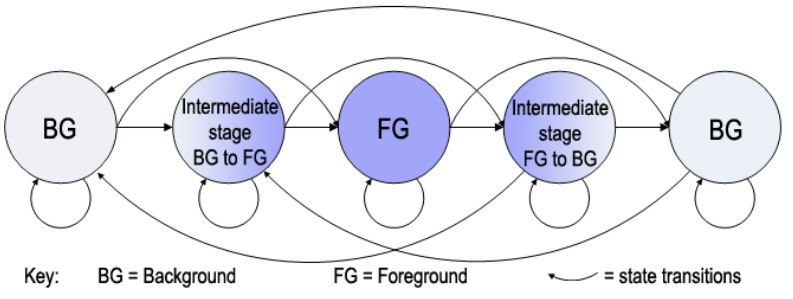 BG
Intermediate
stage
BG to FG
FG
Intermediate
stage
FG to BG
BG
Key: BG = Background FG = Foreground = state transitions